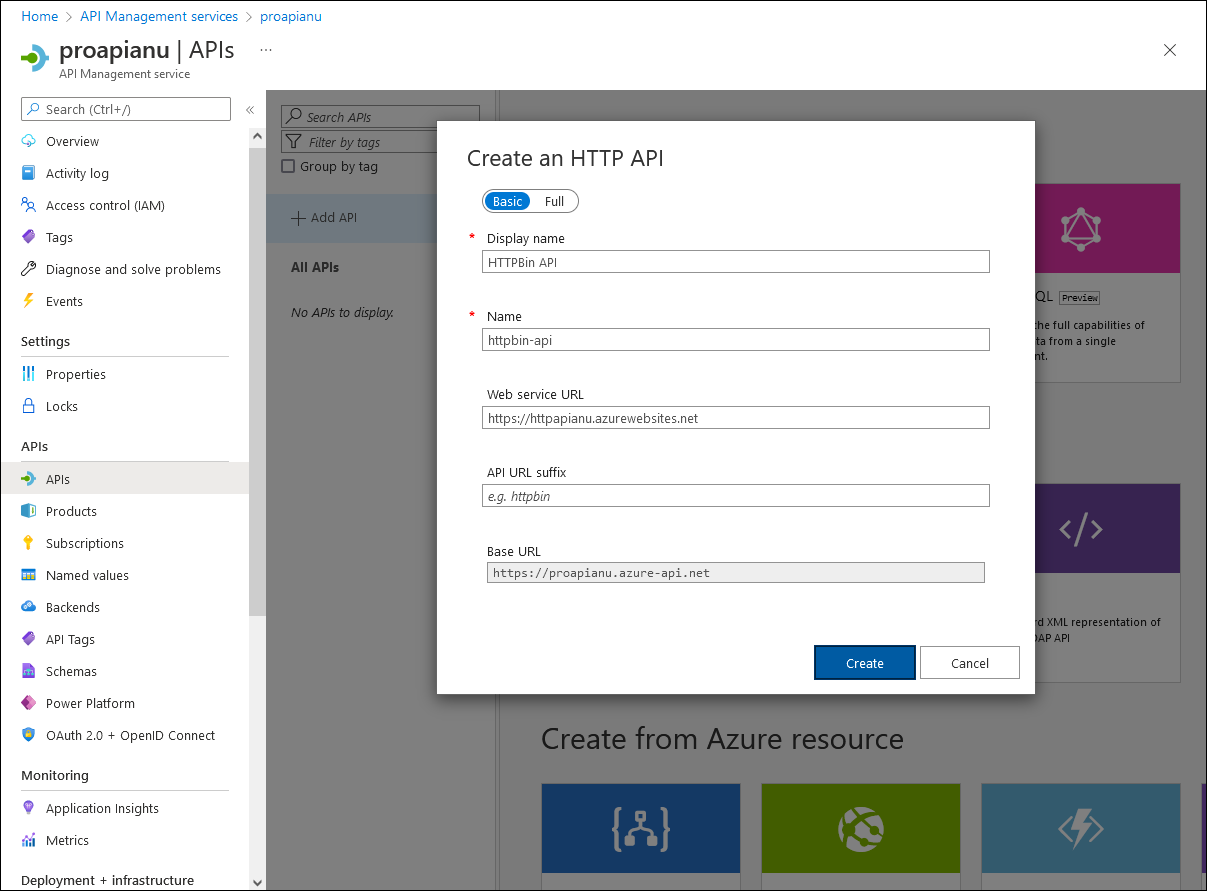 Home > API Management services > proapianu
proapianu | APIs ...
API Management service
Search (Ctrl+/)
«
Overview
Activity log
Access control (IAM)
Tags
Diagnose and solve problems
Events
Settings
Properties
Locks
APIs
APIs
Products
Subscriptions
Named values
Backends
API Tags
Schemas
Power Platform
OAuth 2.0 + OpenID Connect
Monitoring
Application Insights
Metrics
Deployment + infrastructure
Search APIs
Filter by tags
Group by tag
Add API
All APIs
No APIs to display.
Create an HTTP API
Basic Full
* Display name
HTTPBin API
* Name
httpbin-api
Web service URL
https://httpapianu.azurewebsites.net
API URL suffix
e.g. httpbin
Base URL
https://proapianu.azure-api.net
Create Cancel
QL Preview
the full capabilities of
ta from a single
nt.
rd XML representation of
OAP API
Create from Azure resource